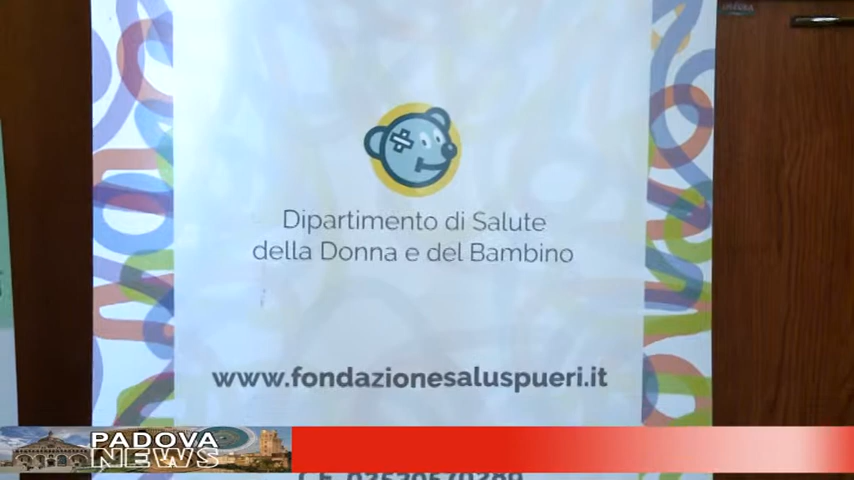 Dipartimento di Salute
della Donna e del Bambino
www.fondazionesaluspueri.it
PADOVA
NEWS